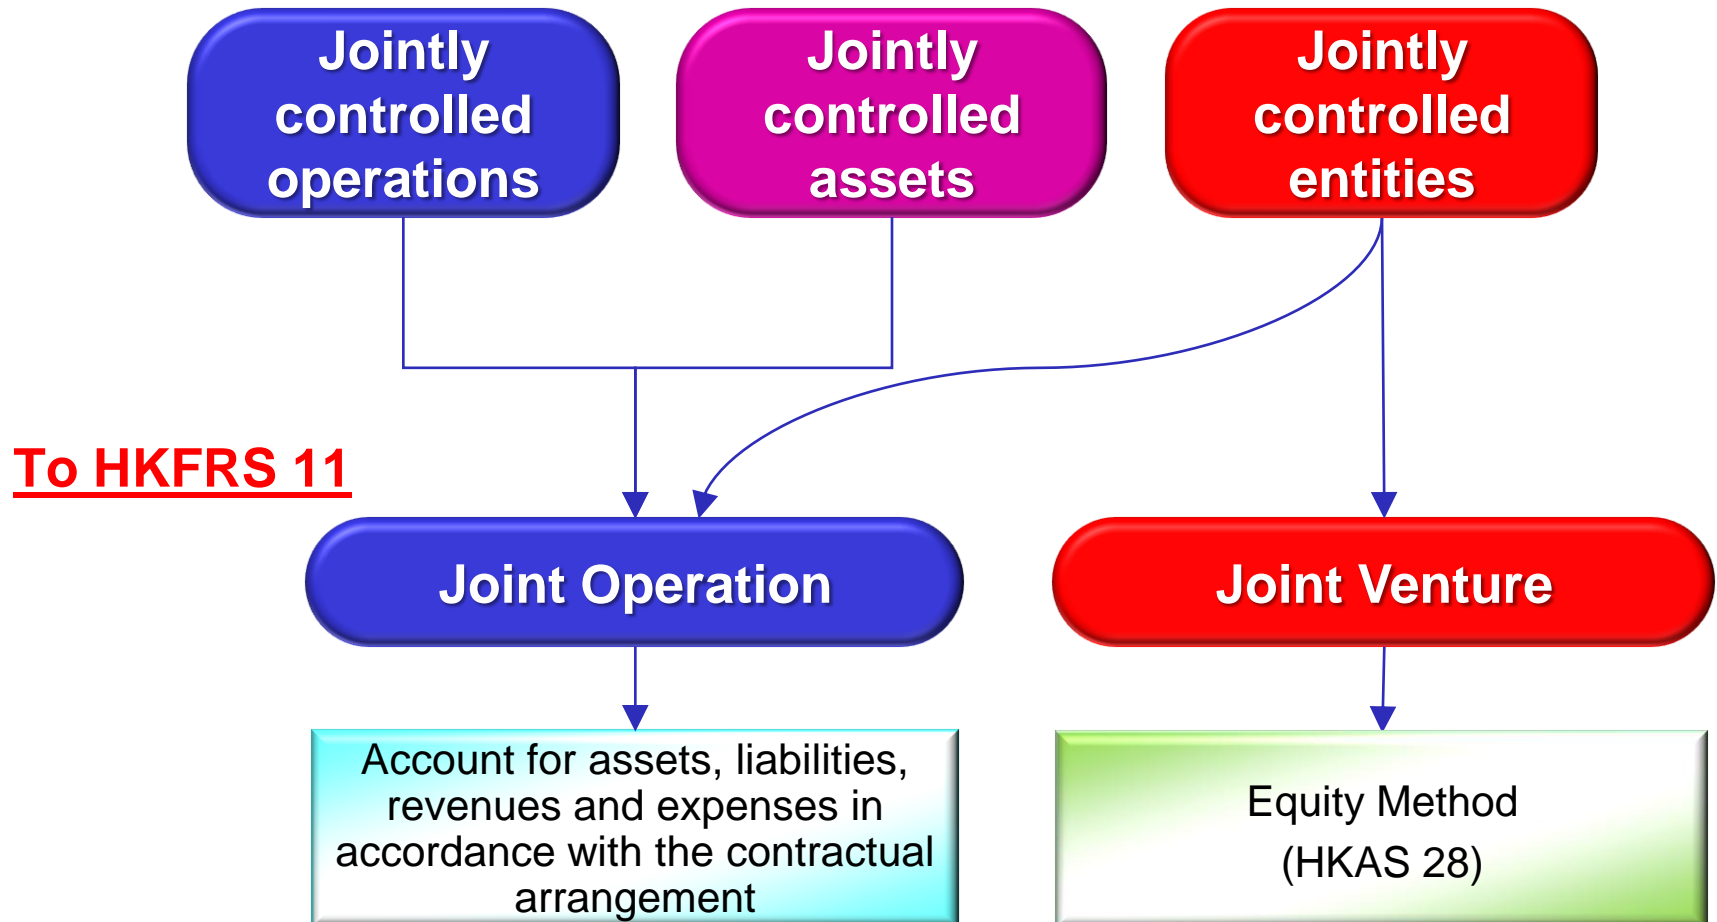 Jointly
controlled
operations
Jointly
controlled
assets
Jointly
controlled
entities
To HKFRS 11
Joint Operation
Joint Venture
Account for assets, liabilities,
revenues and expenses in
accordance with the contractual
arrangement
Equity Method
(HKAS 28)